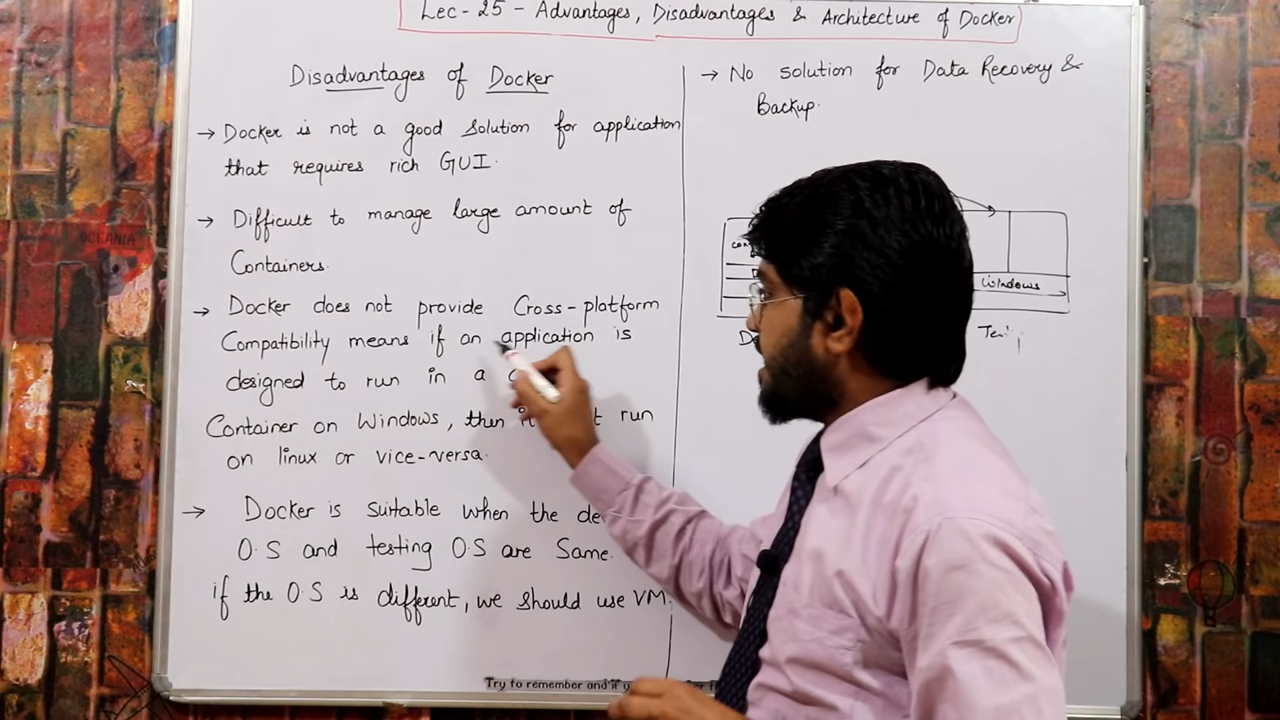 Lec-25 - Advantages, Disadvantages & Architecture of Docker
Disadvantages of Docker
→ Docker is not a good solution for application
that requires rich GUI.
→ Difficult to manage large amount of
Containers.
→ Docker does not provide Cross-platform
Compatibility means if an application is
designed to run in a
Container on Windows, then run
on linux or vice-versa.
→ Docker is suitable when the
O.S and testing O.S are Same.
if the O.S is different, we should use VM.
→ No solution for Data Recovery &
Backup.
Windows
Try to remember and if
OCEANIA